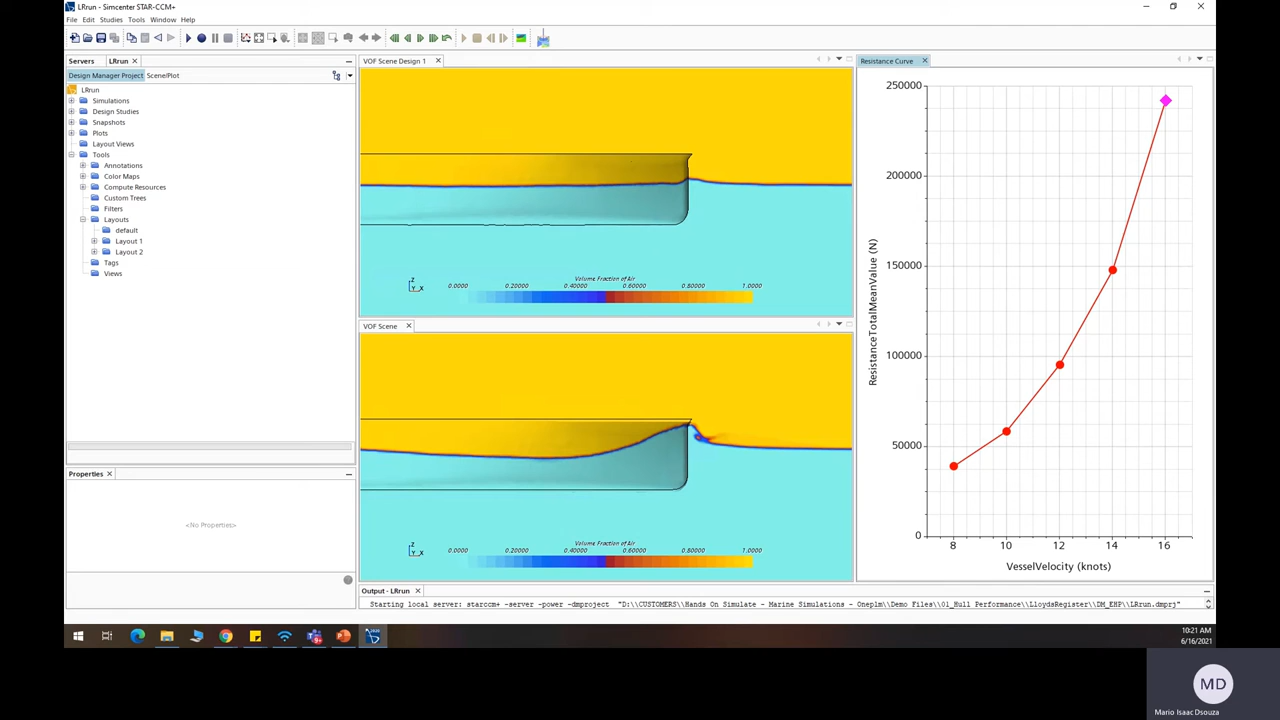 LRrun - Simcenter STAR-CCM+
File Edit Studies Tools Window Help
Servers LRrun
Design Manager Project Scene/Plot
LRrun
Simulations
Design Studies
Snapshots
Plots
Layout Views
Tools
Annotations
Color Maps
Compute Resources
Custom Trees
Filters
Layouts
default
Layout 1
Layout 2
Tags
Views
Properties
<No Properties>
VOF Scene Design 1
Z
Y X
Volume Fraction of Air
0.0000 0.20000 0.40000 0.60000 0.80000 1.0000
VOF Scene
Z
Y X
Volume Fraction of Air
0.0000 0.20000 0.40000 0.60000 0.80000 1.0000
Resistance Curve
250000
200000
150000
100000
50000
0
ResistanceTotalMeanValue (N)
8 10 12 14 16
VesselVelocity (knots)
Output - LRrun
Starting local server: starccm+ -server -power -dmproject "D:\\CUSTOMERS\\Hands On Simulate - Marine Simulations - Oneplm\\Demo Files\\01_Hull Performance\\LloydsRegister\\DM_EHP\\LRrun.dmprj"
10:21 AM
6/16/2021
MD
Mario Isaac Dsouza